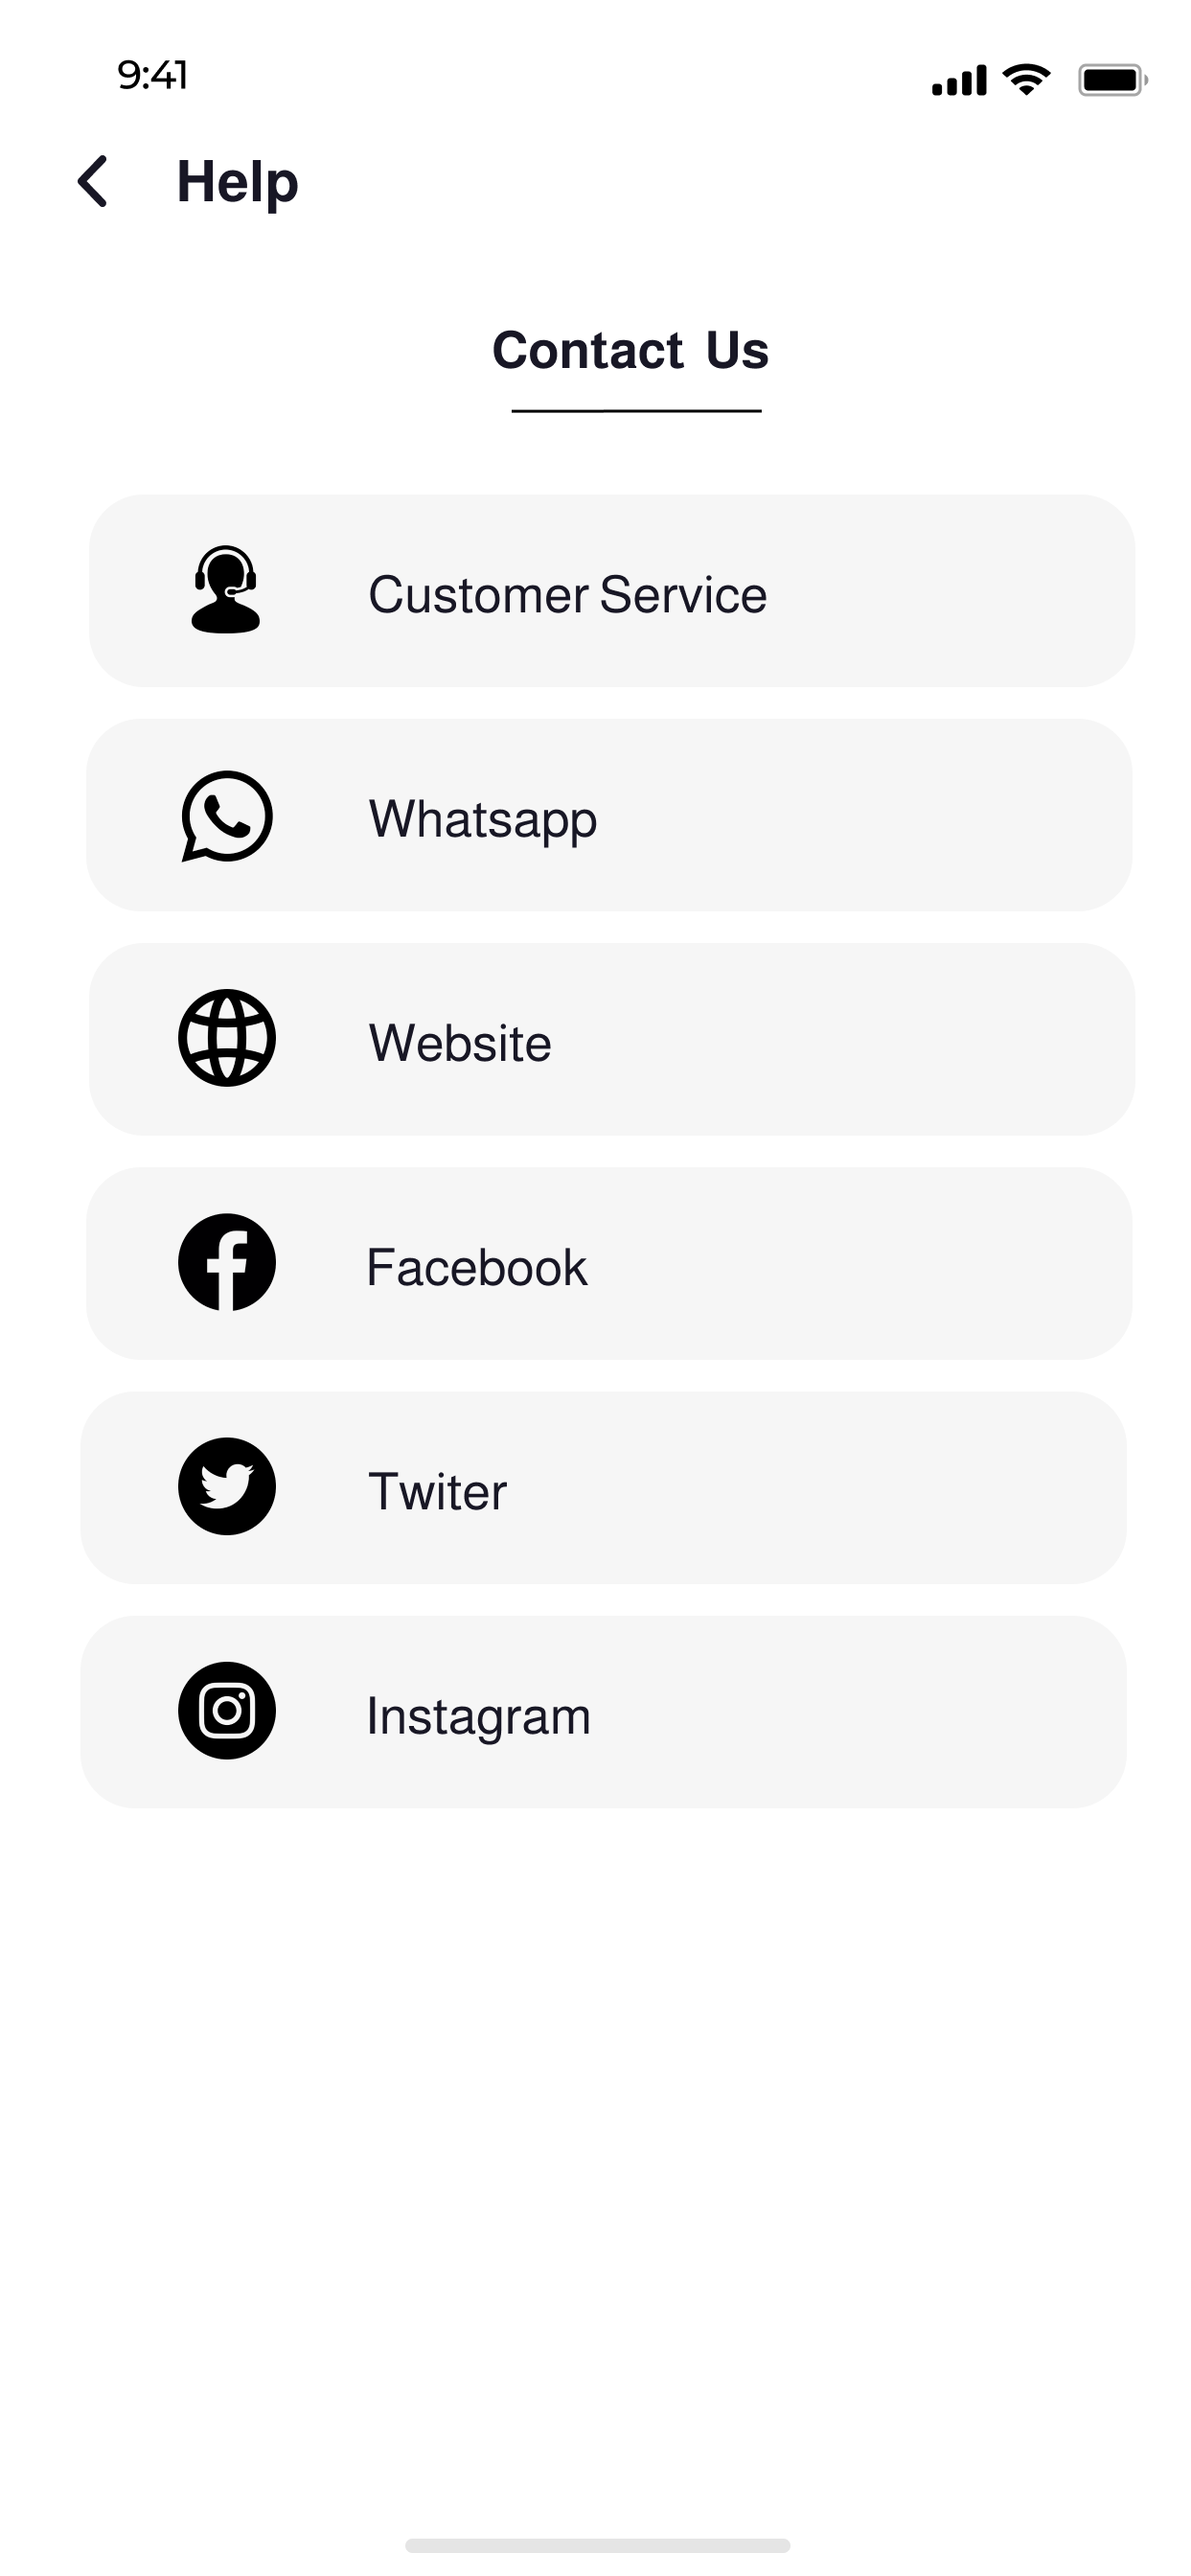 9:41
Help
Contact Us
Customer Service
Whatsapp
Website
Facebook
Twiter
Instagram